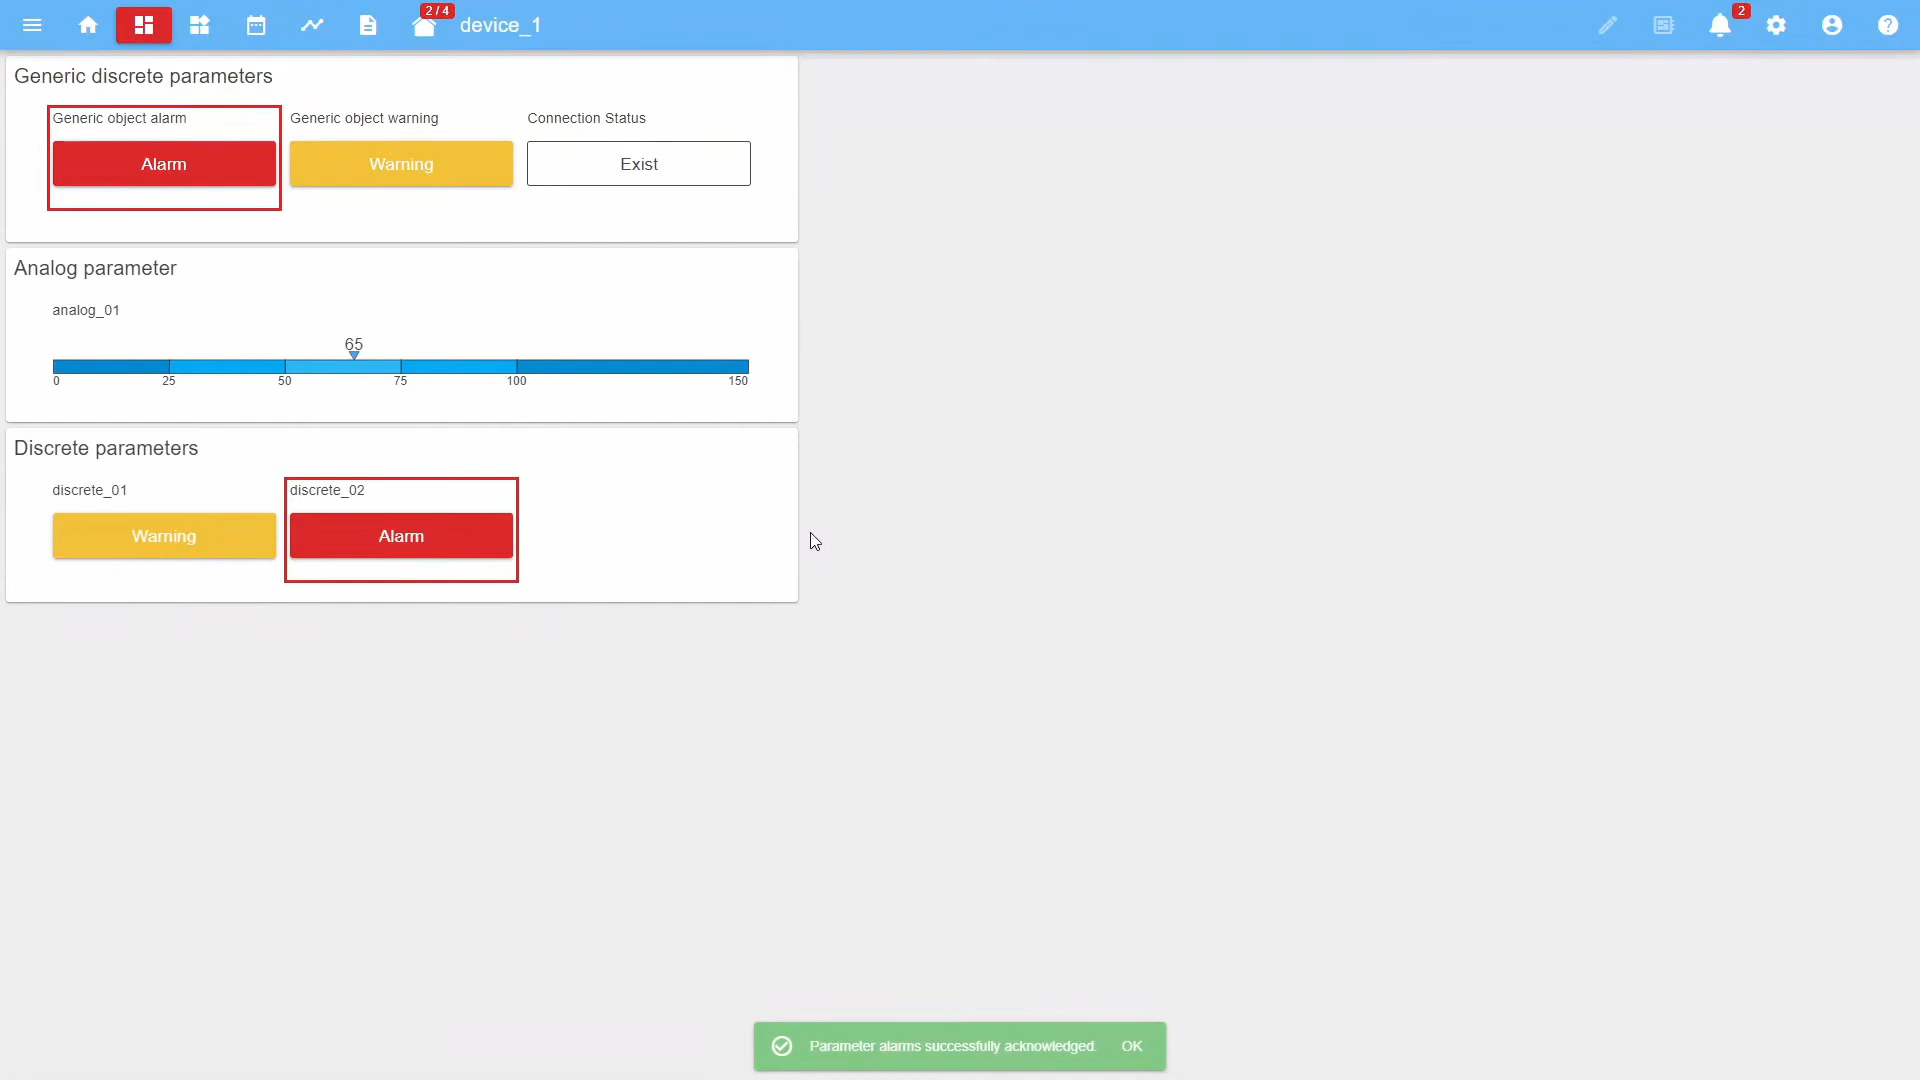 2 / 4
device_1
2
Generic discrete parameters
Generic object alarm
Generic object warning
Connection Status
Alarm
Warning
Exist
Analog parameter
analog_01
65
0 25 50 75 100 150
Discrete parameters
discrete_01
discrete_02
Warning
Alarm
Parameter alarms successfully acknowledged. OK